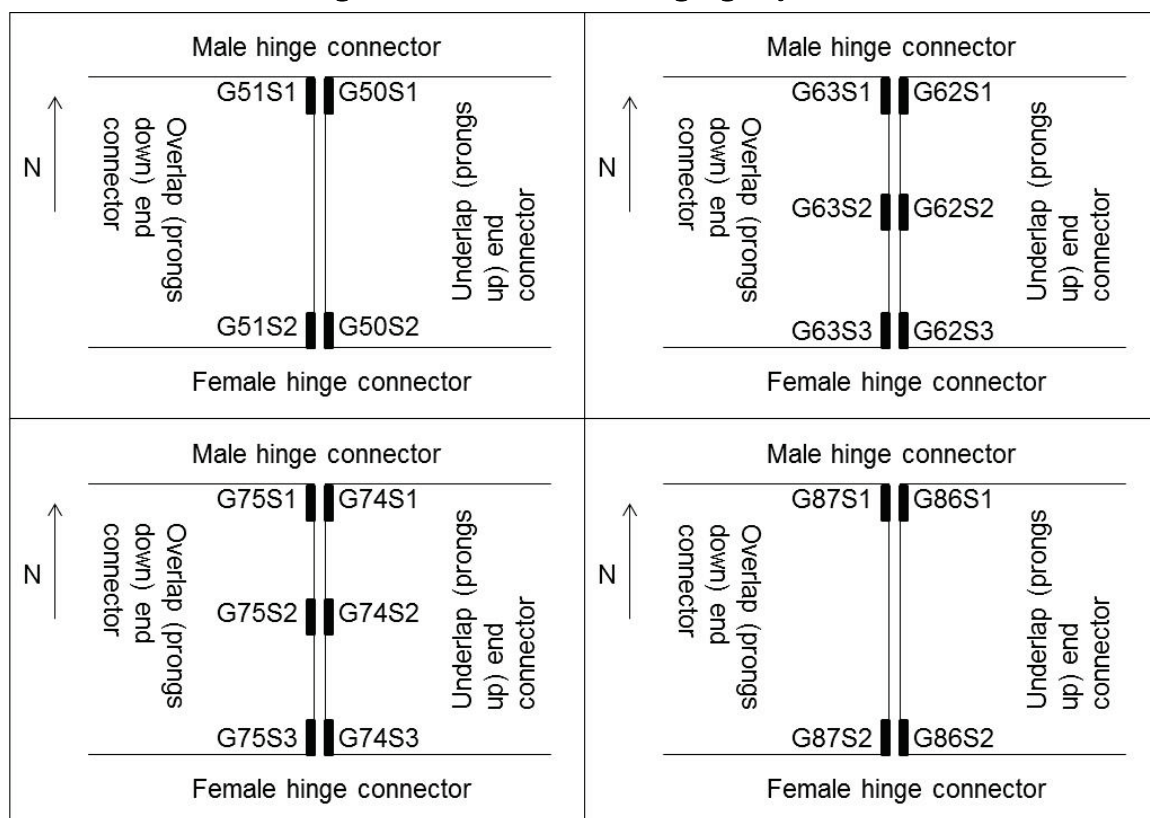 Male hinge connector
G51S1
G50S1
N
Overlap (prongs
down) end
connector
Underlap (prongs
up) end
connector
G51S2
G50S2
Female hinge connector
Male hinge connector
G63S1
G62S1
N
Overlap (prongs
down) end
connector
G63S2
G62S2
Underlap (prongs
up) end
connector
G63S3
G62S3
Female hinge connector
Male hinge connector
G75S1
G74S1
N
Overlap (prongs
down) end
connector
G75S2
G74S2
Underlap (prongs
up) end
connector
G75S3
G74S3
Female hinge connector
Male hinge connector
G87S1
G86S1
N
Overlap (prongs
down) end
connector
Underlap (prongs
up) end
connector
G87S2
G86S2
Female hinge connector